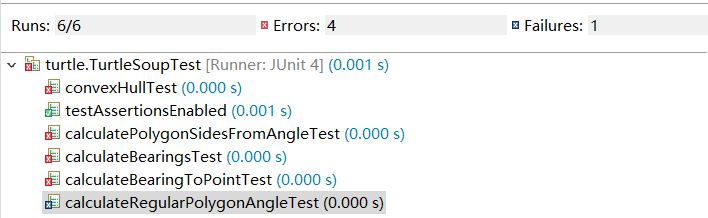 Runs: 6/6 Errors: 4 Failures: 1
turtle.TurtleSoupTest [Runner: JUnit 4] (0.001 s)
convexHullTest (0.000 s)
testAssertionsEnabled (0.001 s)
calculatePolygonSidesFromAngleTest (0.000 s)
calculateBearingsTest (0.000 s)
calculateBearingToPointTest (0.000 s)
calculateRegularPolygonAngleTest (0.000 s)